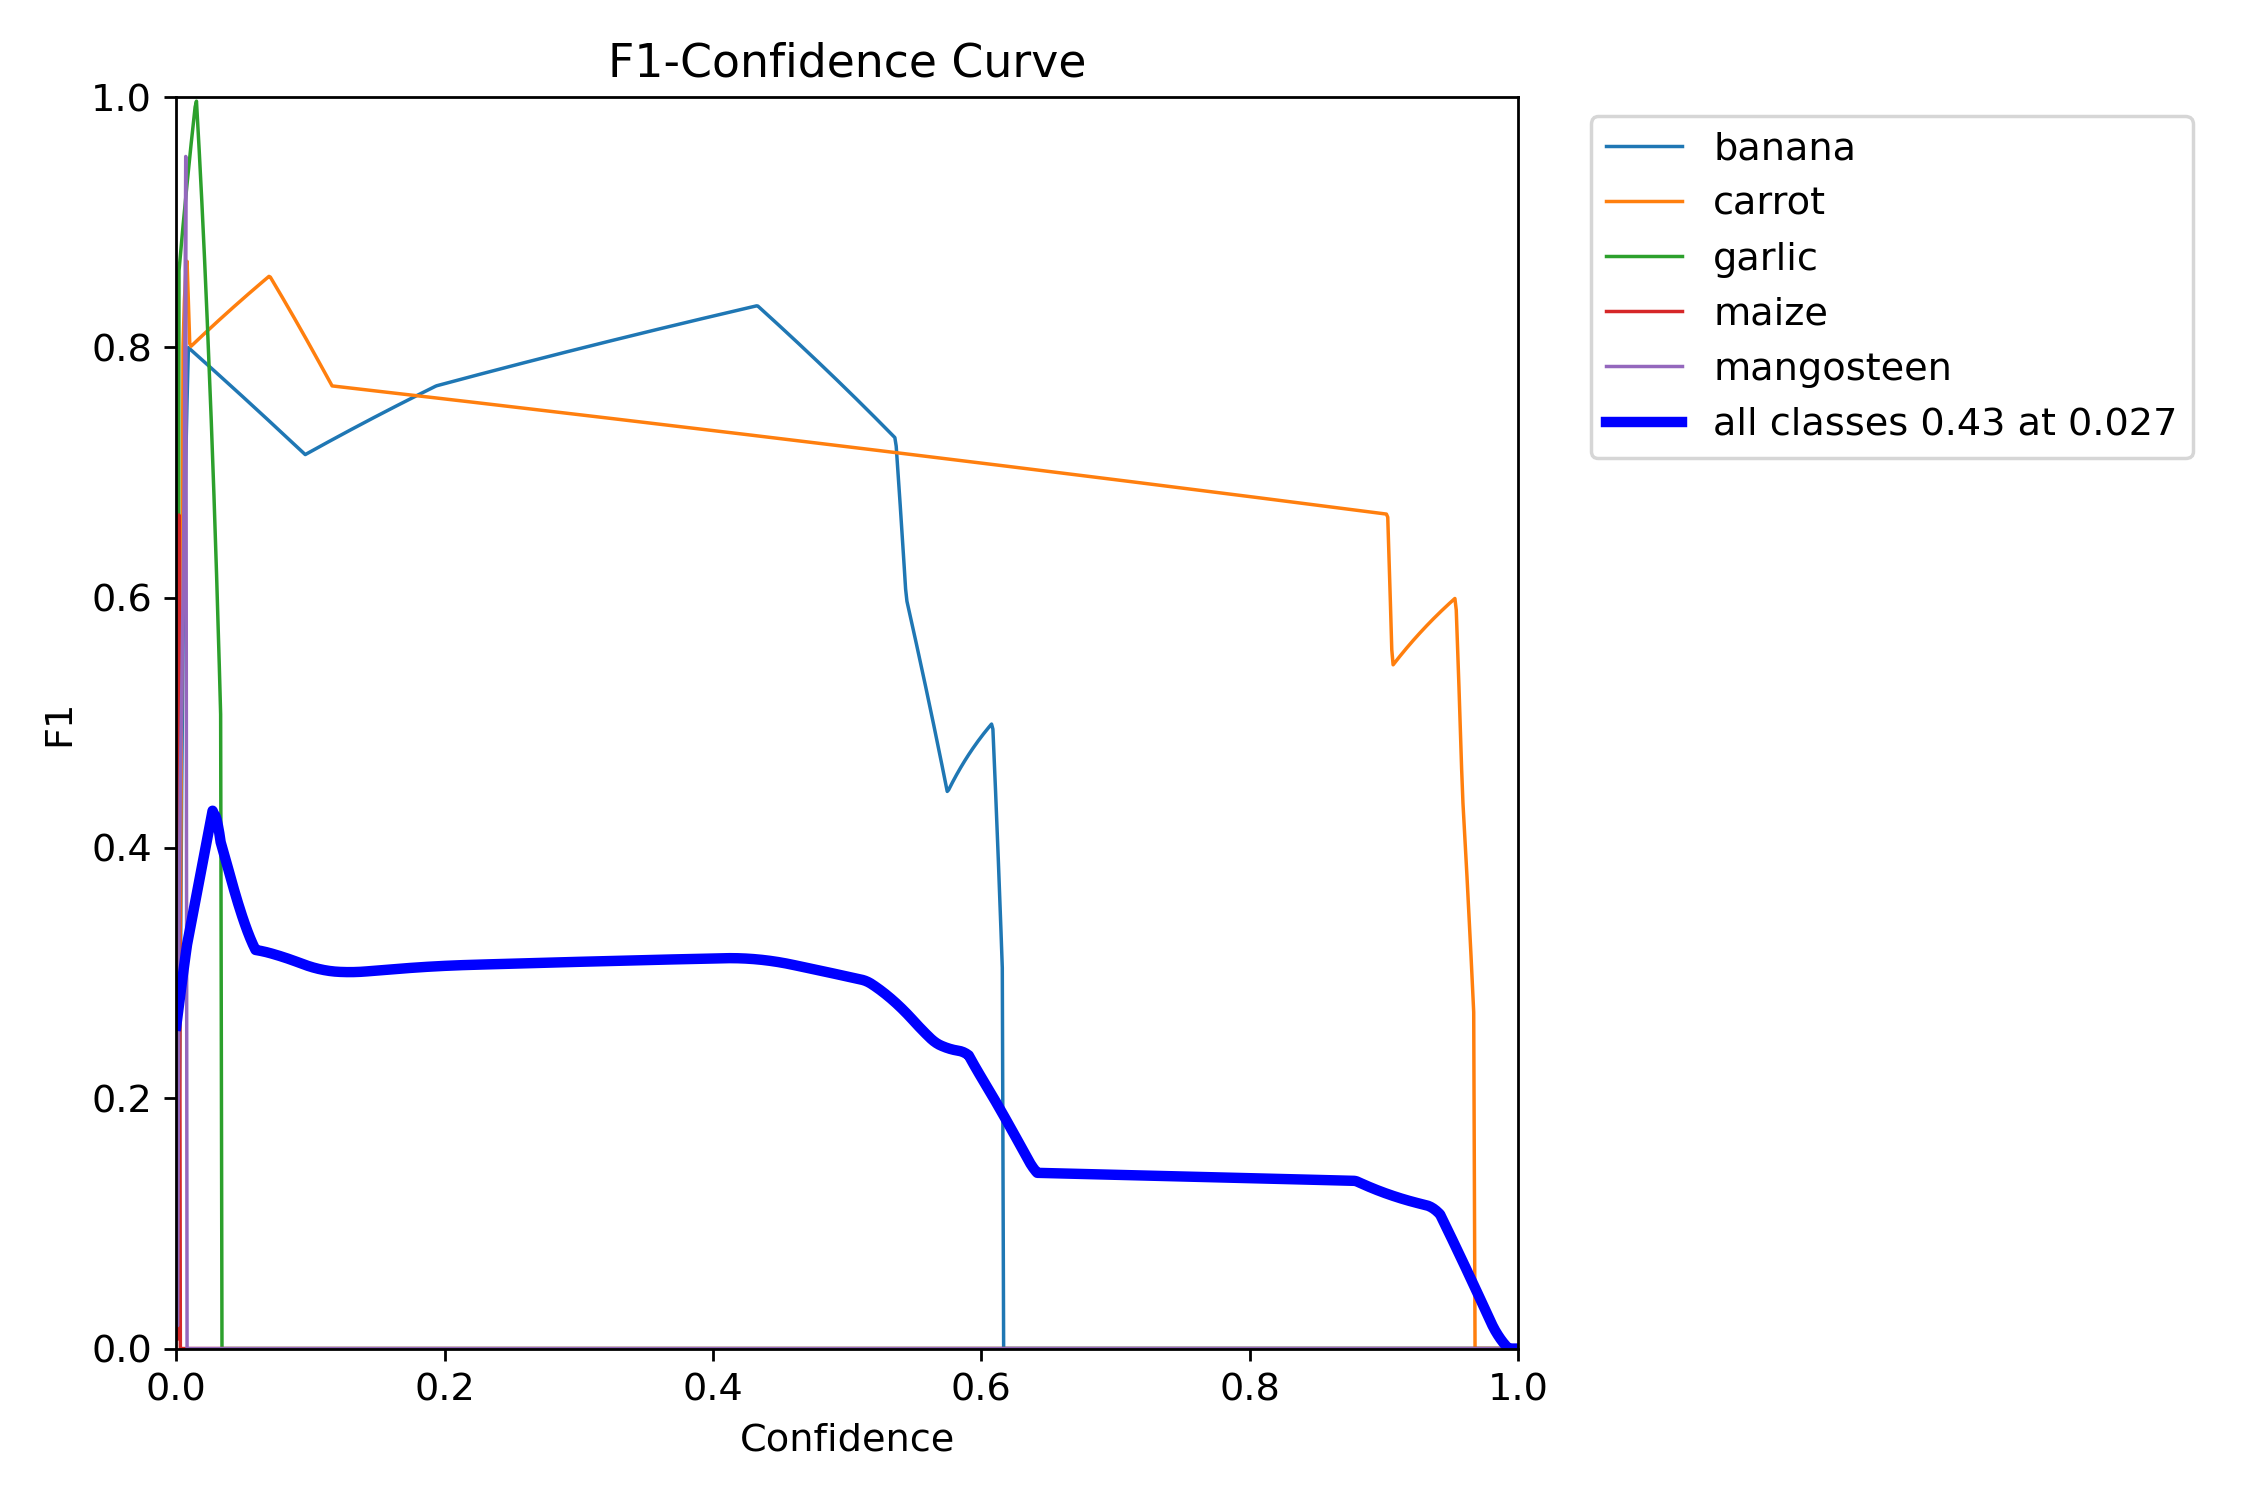 F1-Confidence Curve
1.0
0.8
0.6
0.4
0.2
0.0
F1
0.0 0.2 0.4 0.6 0.8 1.0
Confidence
banana
carrot
garlic
maize
mangosteen
all classes 0.43 at 0.027